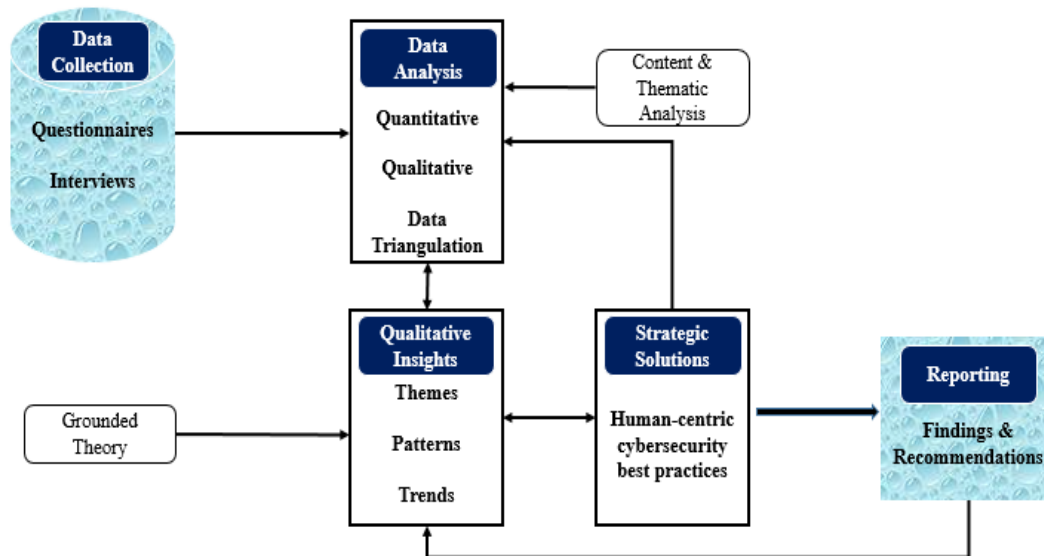 Data
Collection
Questionnaires
Interviews
Data
Analysis
Quantitative
Qualitative
Data
Triangulation
Content &
Thematic
Analysis
Qualitative
Insights
Themes
Patterns
Trends
Grounded
Theory
Strategic
Solutions
Human-centric
cybersecurity
best practices
Reporting
Findings &
Recommendations